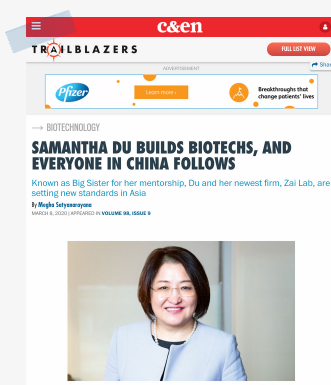 c&en
TRAILBLAZERS
FULL LIST VIEW
Shar
ADVERTISEMENT
Pfizer
Learn more ›
Breakthroughs that
change patients' lives
BIOTECHNOLOGY
SAMANTHA DU BUILDS BIOTECHS, AND
EVERYONE IN CHINA FOLLOWS
Known as Big Sister for her mentorship, Du and her newest firm, Zai Lab, are
setting new standards in Asia
By Megha Satyanarayana
MARCH 8, 2020 | APPEARED IN VOLUME 98, ISSUE 9